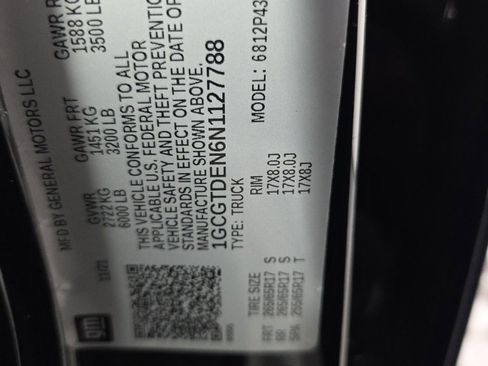 MFD BY GENERAL MOTORS LLC
11/21
GVWR GAWR FRT GAWR R
2722 KG 1451 KG 1588 KG
6000 LB 3200 LB 3500 LB
THIS VEHICLE CONFORMS TO ALL
APPLICABLE U.S. FEDERAL MOTOR
VEHICLE SAFETY AND THEFT PREVENTION
STANDARDS IN EFFECT ON THE DATE OF
MANUFACTURE SHOWN ABOVE.
1GCGTDEN6N1127788
TYPE: TRUCK MODEL: 6812P43
gm
TIRE SIZE RIM
FRT 265/65R17 S 17X8.0J
RR 265/65R17 S 17X8.0J
SPA 255/65R17 T 17X8J